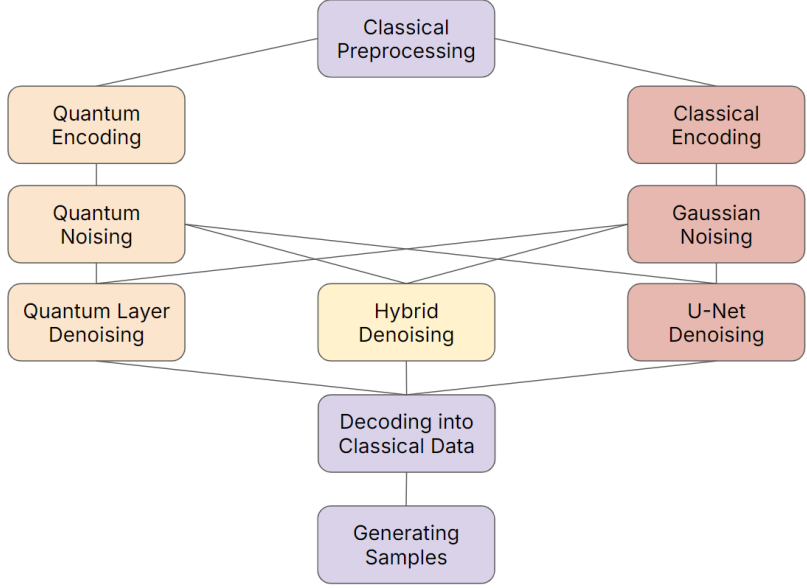 Classical
Preprocessing
Quantum
Encoding
Classical
Encoding
Quantum
Noising
Gaussian
Noising
Quantum Layer
Denoising
Hybrid
Denoising
U-Net
Denoising
Decoding into
Classical Data
Generating
Samples